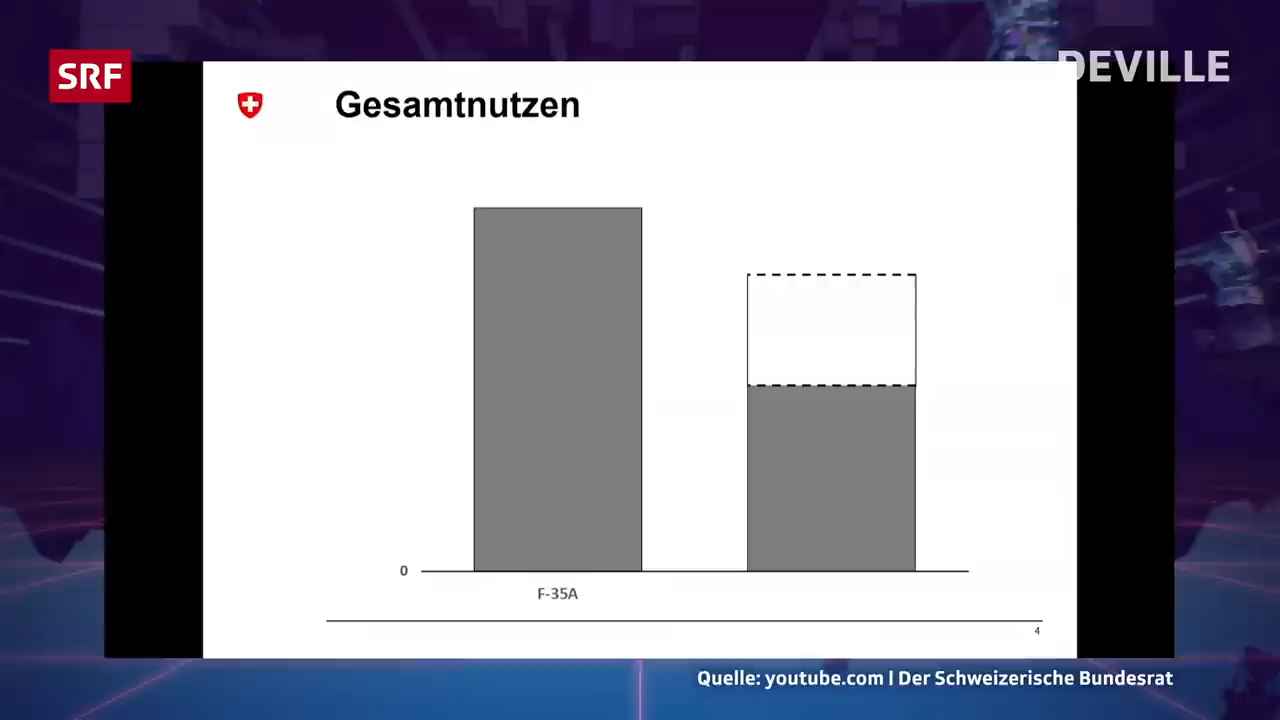 SRF
DEVILLE
Gesamtnutzen
0
F-35A
4
Quelle: youtube.com | Der Schweizerische Bundesrat